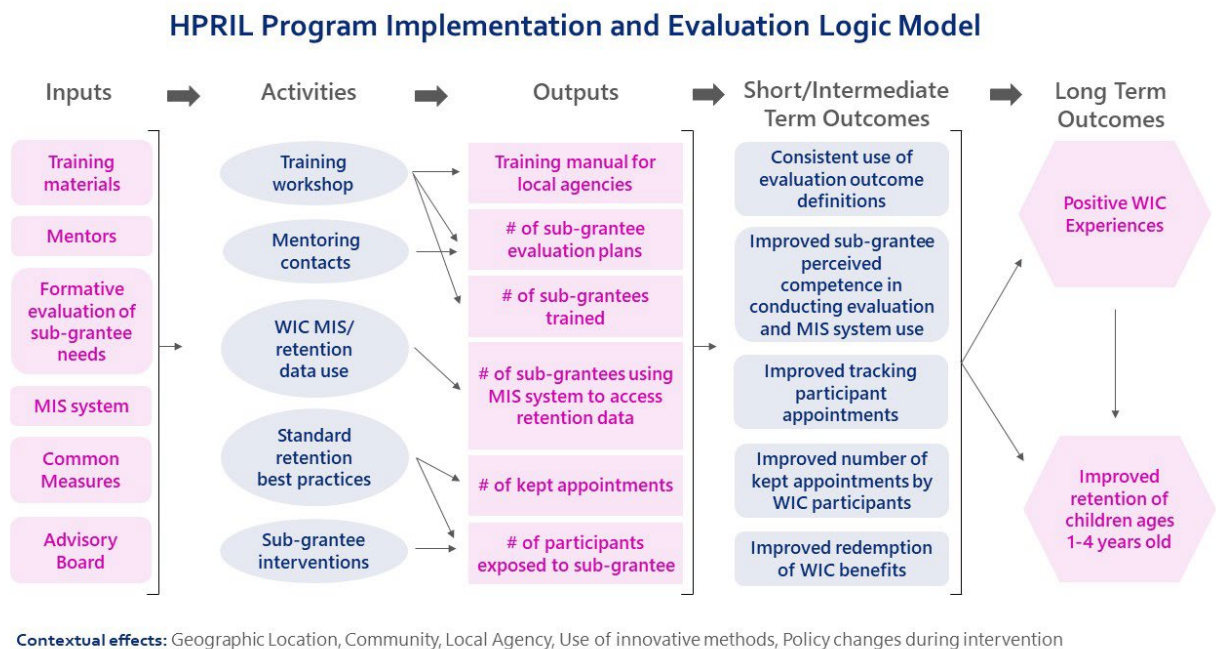 HPRIL Program Implementation and Evaluation Logic Model
Inputs
Activities
Outputs
Short/Intermediate
Term Outcomes
Long Term
Outcomes
Training
materials
Mentors
Formative
evaluation of
sub-grantee
needs
MIS system
Common
Measures
Advisory
Board
Training
workshop
Mentoring
contacts
WIC MIS/
retention
data use
Standard
retention
best practices
Sub-grantee
interventions
Training manual for
local agencies
# of sub-grantee
evaluation plans
# of sub-grantees
trained
# of sub-grantees using
MIS system to access
retention data
# of kept appointments
# of participants
exposed to sub-grantee
Consistent use of
evaluation outcome
definitions
Improved sub-grantee
perceived
competence in
conducting evaluation
and MIS system use
Improved tracking
participant
appointments
Improved number of
kept appointments by
WIC participants
Improved redemption
of WIC benefits
Positive WIC
Experiences
Improved
retention of
children ages
1-4 years old
Contextual effects: Geographic Location, Community, Local Agency, Use of innovative methods, Policy changes during intervention